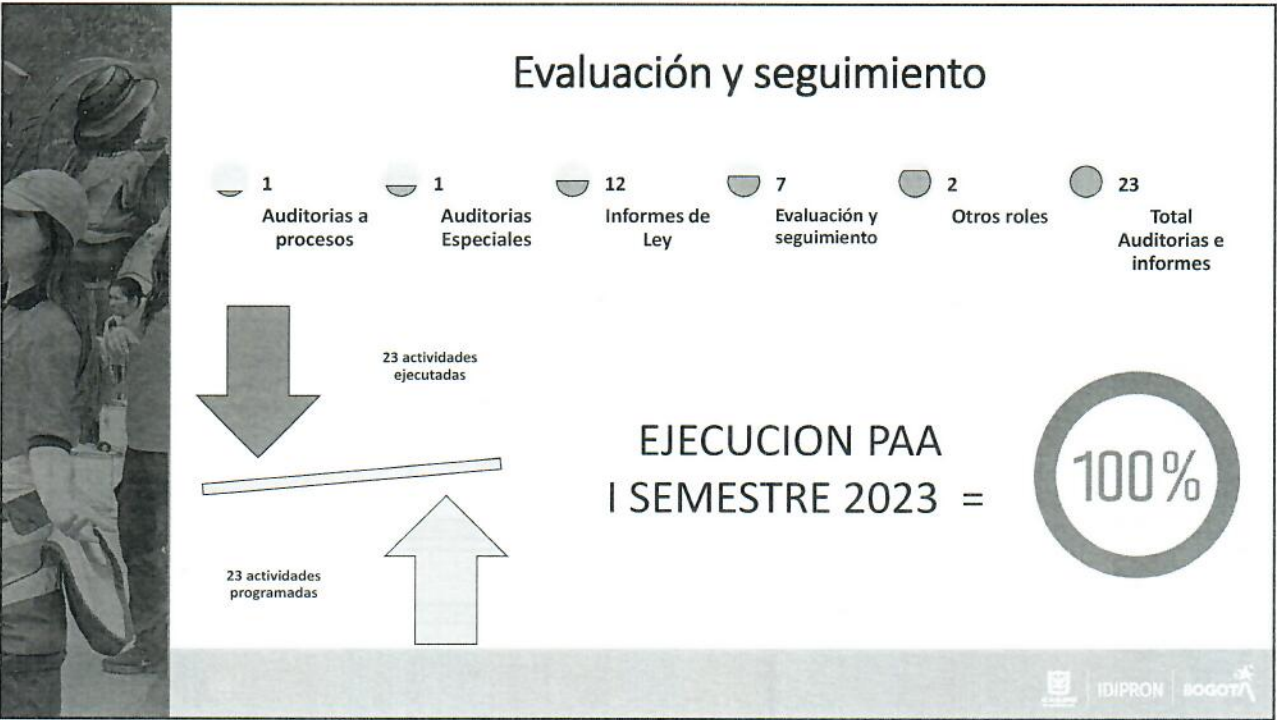 Evaluación y seguimiento
1
Auditorias a
procesos
1
Auditorias
Especiales
12
Informes de
Ley
7
Evaluación y
seguimiento
2
Otros roles
23
Total
Auditorias e
informes
23 actividades
ejecutadas
EJECUCION PAA
I SEMESTRE 2023 =
100%
23 actividades
programadas
IDIPRON
BOGOTÁ